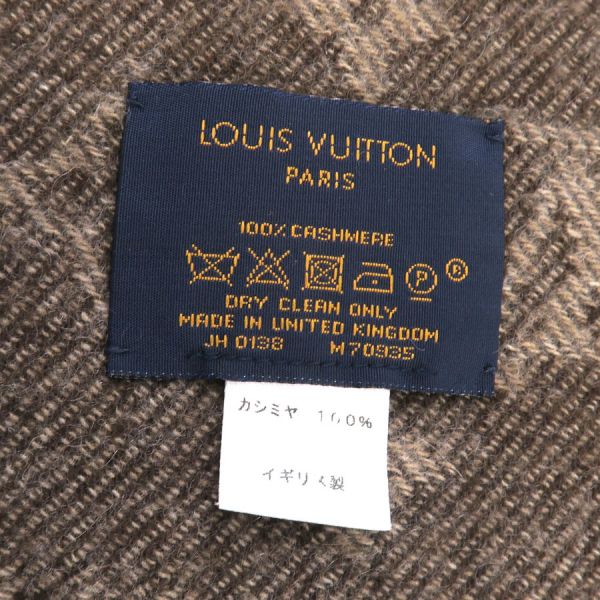 LOUIS VUITTON
PARIS
100% CASHMERE
P P
DRY CLEAN ONLY
MADE IN UNITED KINGDOM
JH 0138 M70935
カシミヤ 100%
イギリス製